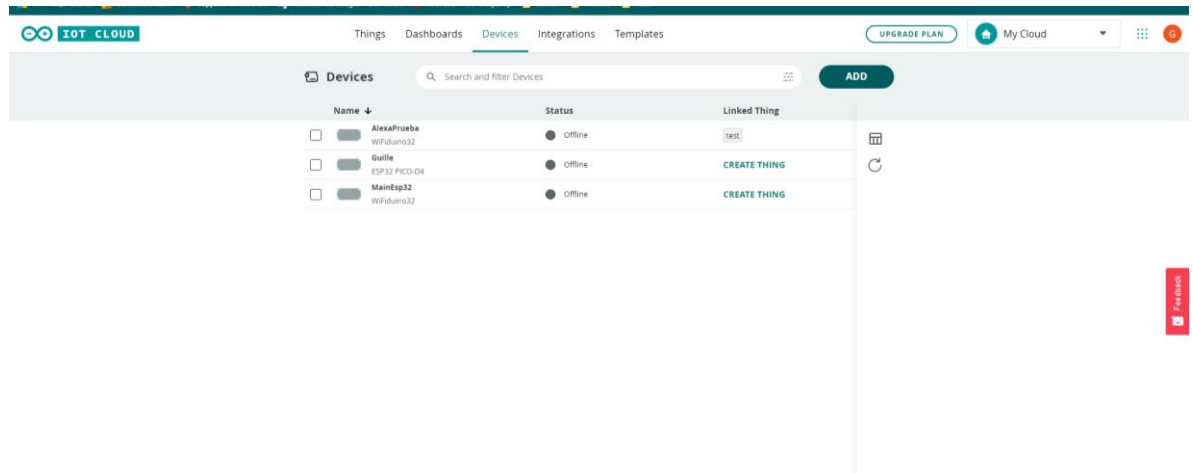 IOT CLOUD Things Dashboards Devices Integrations Templates UPGRADE PLAN My Cloud G
Devices Search and filter Devices ADD
Name Status Linked Thing
AlexaPrueba
WiFiduino32 Offline test
Guille
ESP32 PICO-D4 Offline CREATE THING
MainEsp32
WiFiduino32 Offline CREATE THING
Feedback